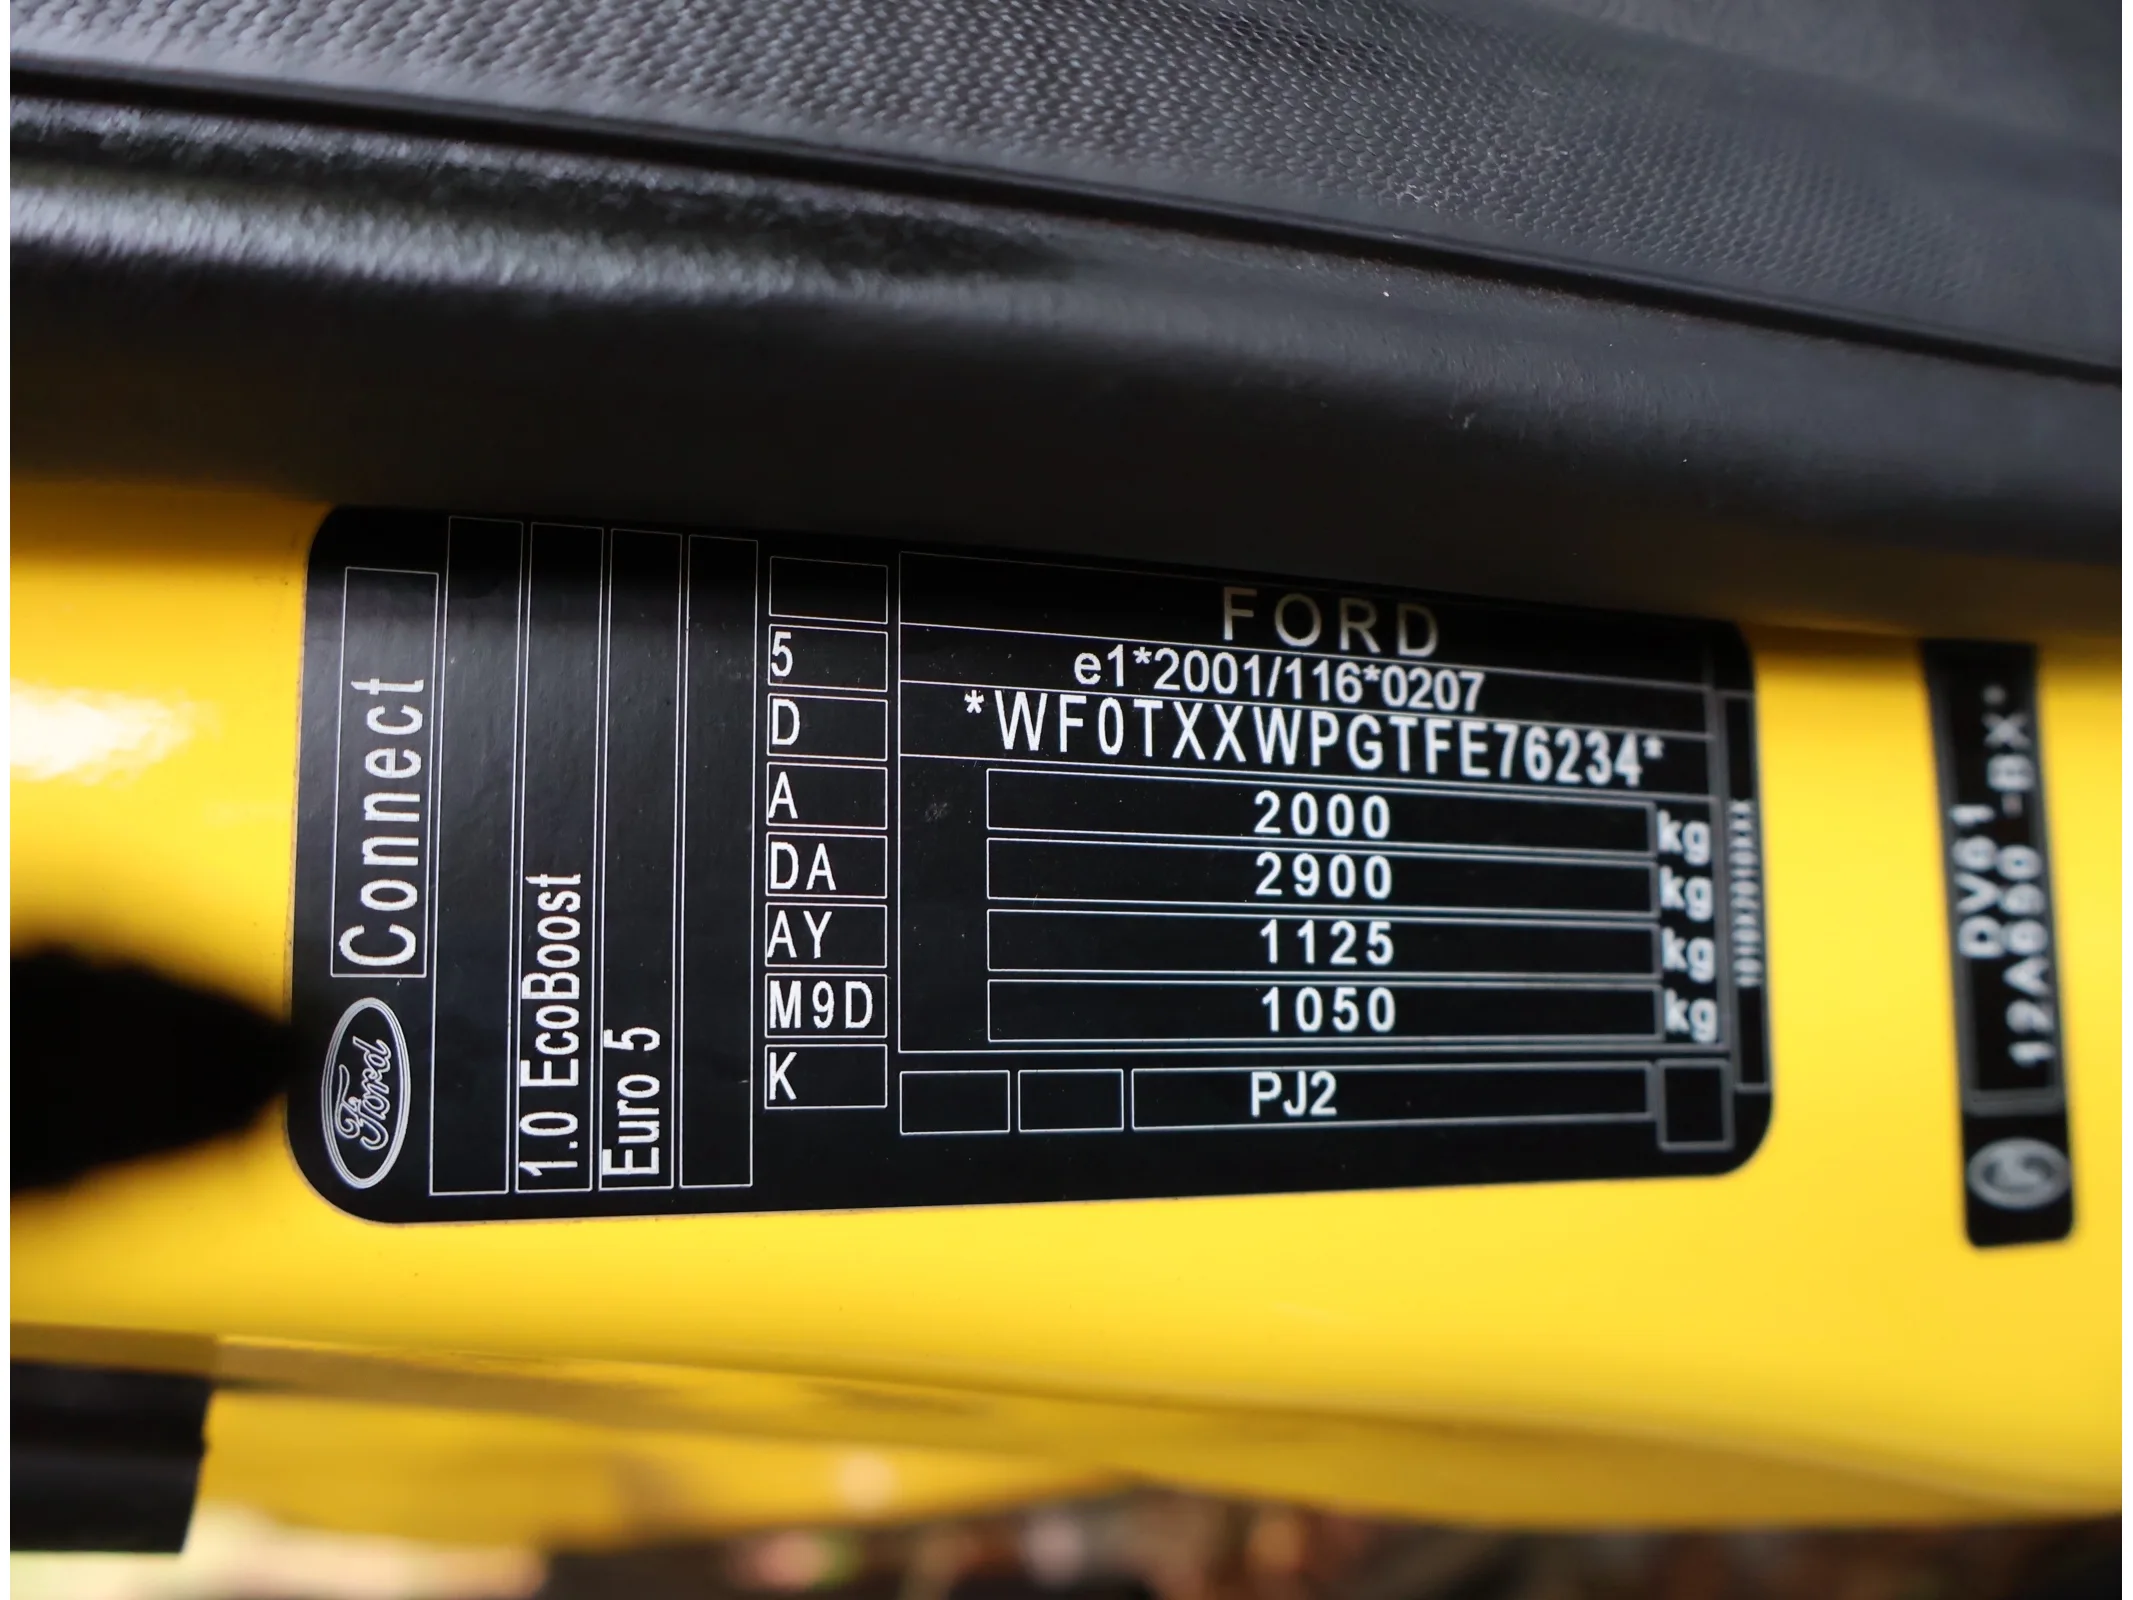 FORD
e1*2001/116*0207
*WF0TXXWPGTFE76234*
2000 kg
2900 kg
1125 kg
1050 kg
PJ2
5
D
A
DA
AY
M9D
K
Ford Connect
1.0 EcoBoost
Euro 5
DV61
12A690